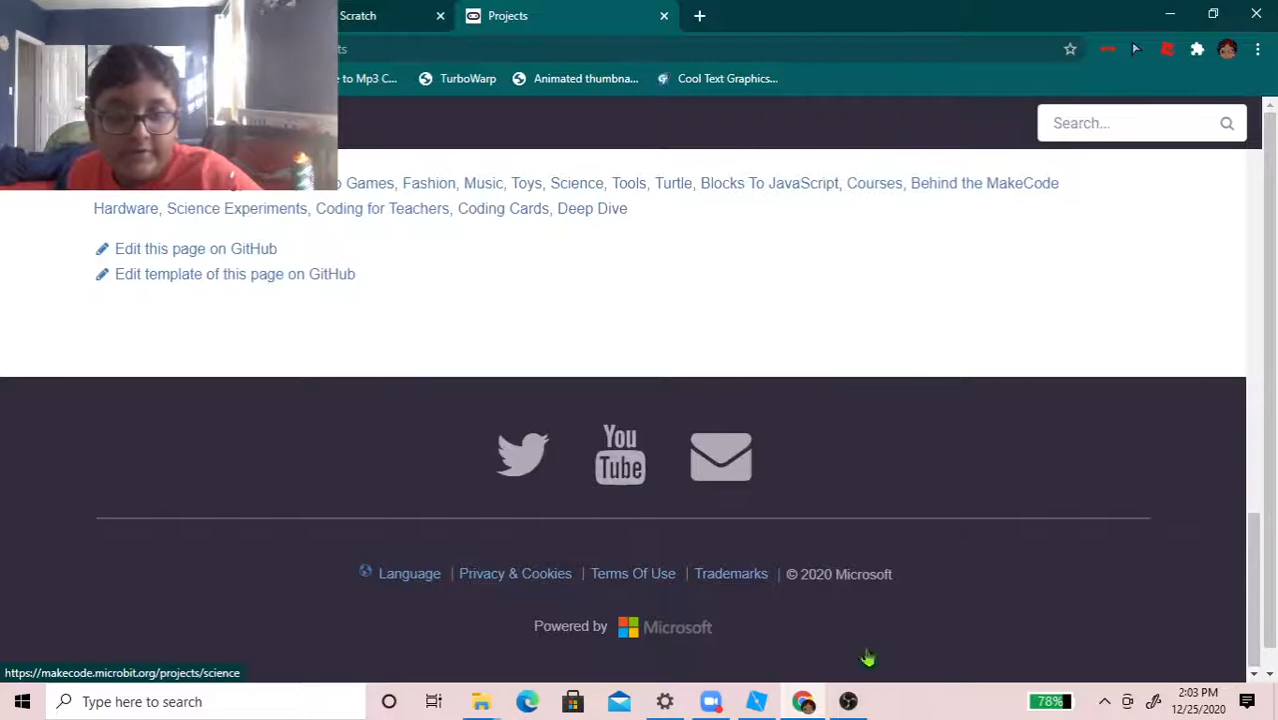 Scratch
Projects
ts
e to Mp3 C...
TurboWarp
Animated thumbna...
Cool Text Graphics...
Search...
Games, Fashion, Music, Toys, Science, Tools, Turtle, Blocks To JavaScript, Courses, Behind the MakeCode
Hardware, Science Experiments, Coding for Teachers, Coding Cards, Deep Dive
Edit this page on GitHub
Edit template of this page on GitHub
You
Tube
Language | Privacy & Cookies | Terms Of Use | Trademarks | © 2020 Microsoft
Powered by Microsoft
https://makecode.microbit.org/projects/science
Type here to search
78%
2:03 PM
12/25/2020